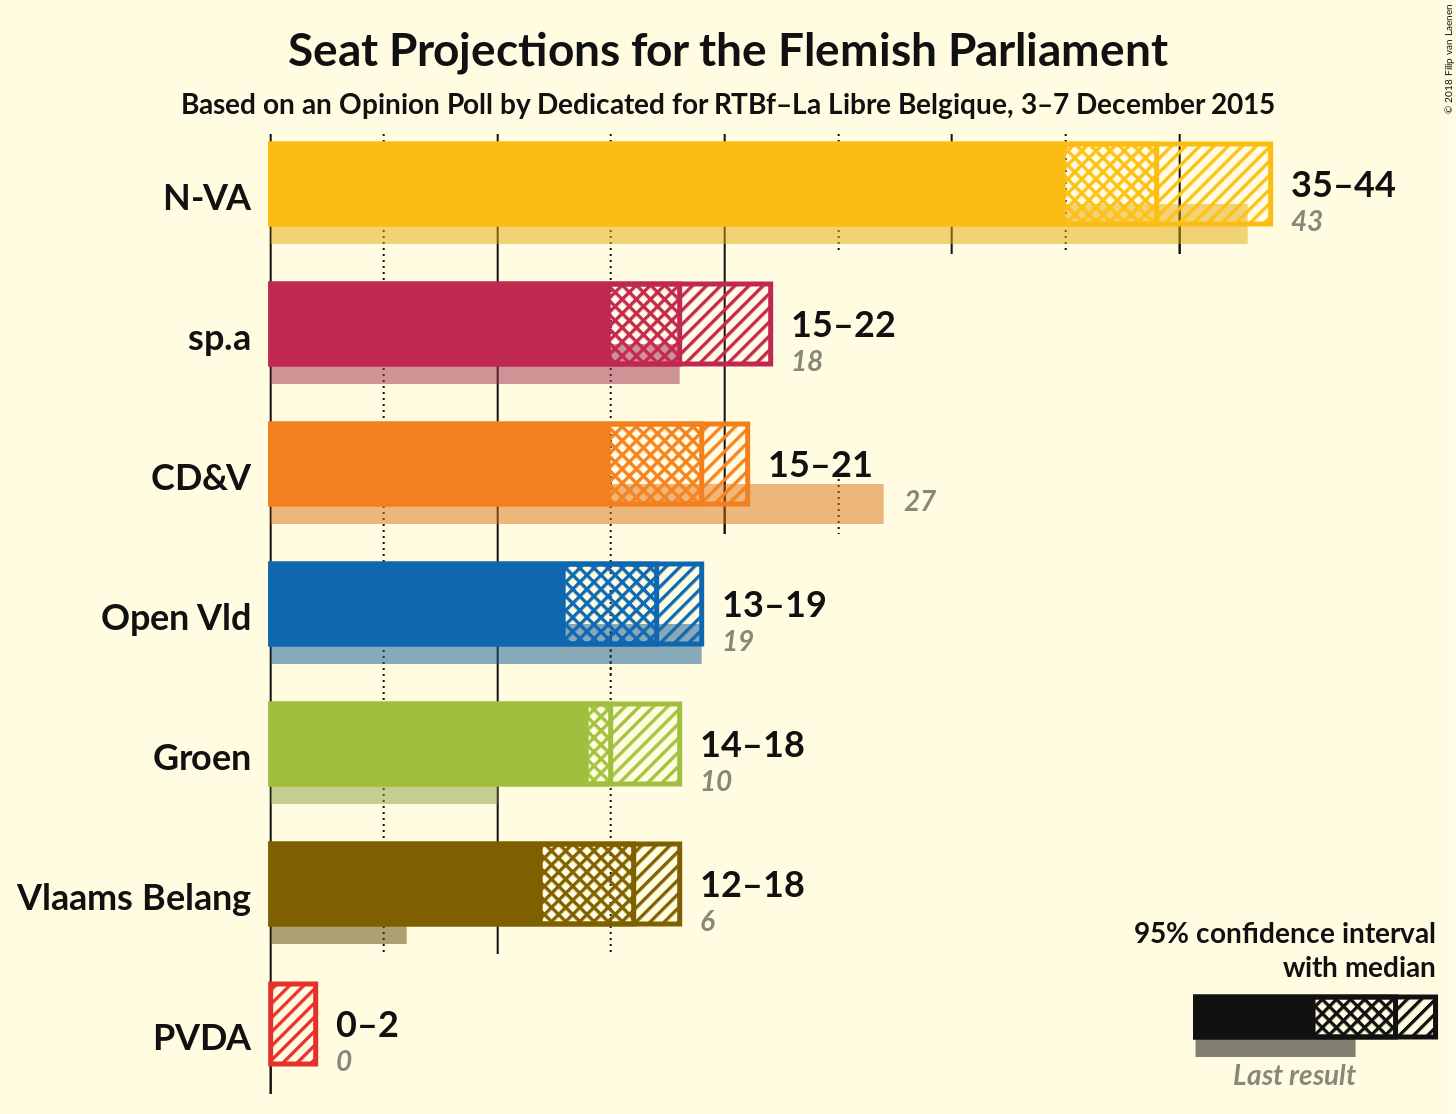 Seat Projections for the Flemish Parliament
Based on an Opinion Poll by Dedicated for RTBf–La Libre Belgique, 3–7 December 2015
© 2018 Filip van Laenen
N-VA
35–44
43
sp.a
15–22
18
CD&V
15–21
27
Open Vld
13–19
19
Groen
14–18
10
Vlaams Belang
12–18
6
PVDA
0–2
0
95% confidence interval
with median
Last result